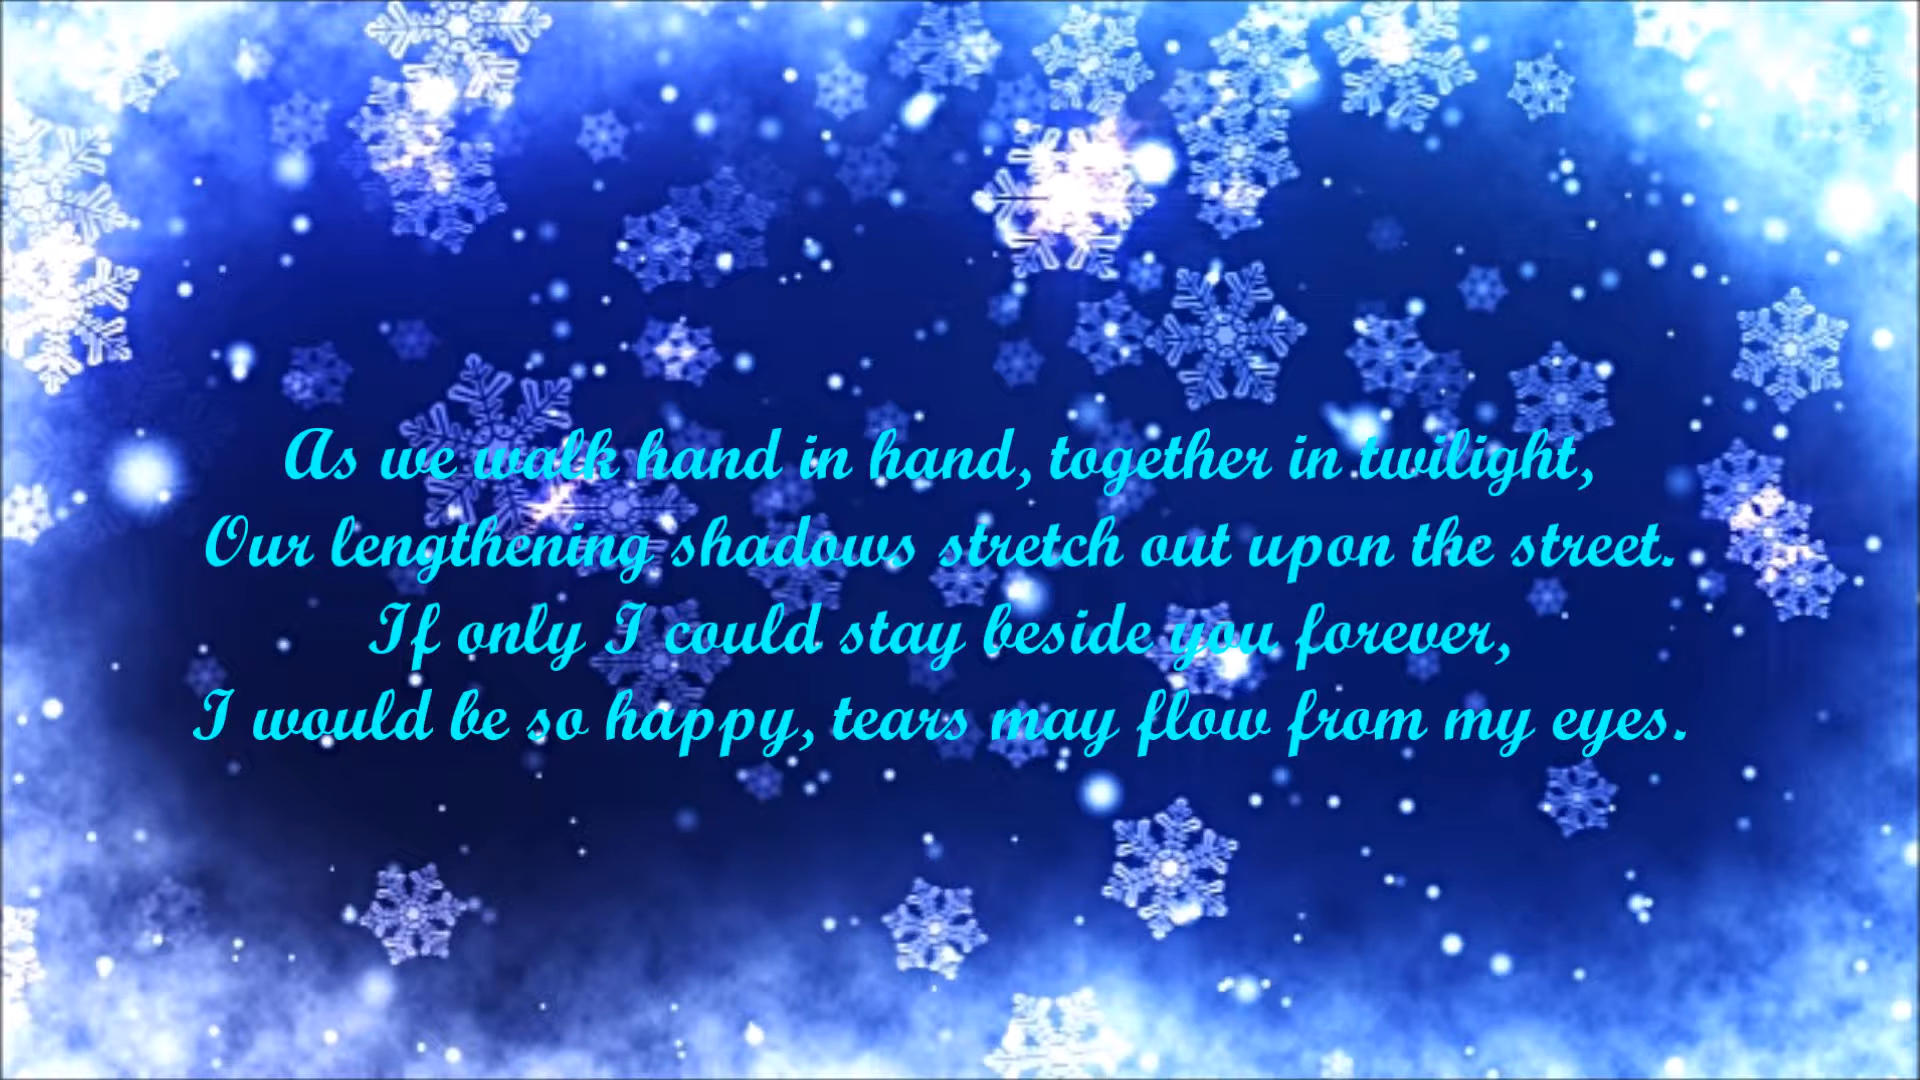 As we walk hand in hand, together in twilight,
Our lengthening shadows stretch out upon the street.
If only I could stay beside you forever,
I would be so happy, tears may flow from my eyes.